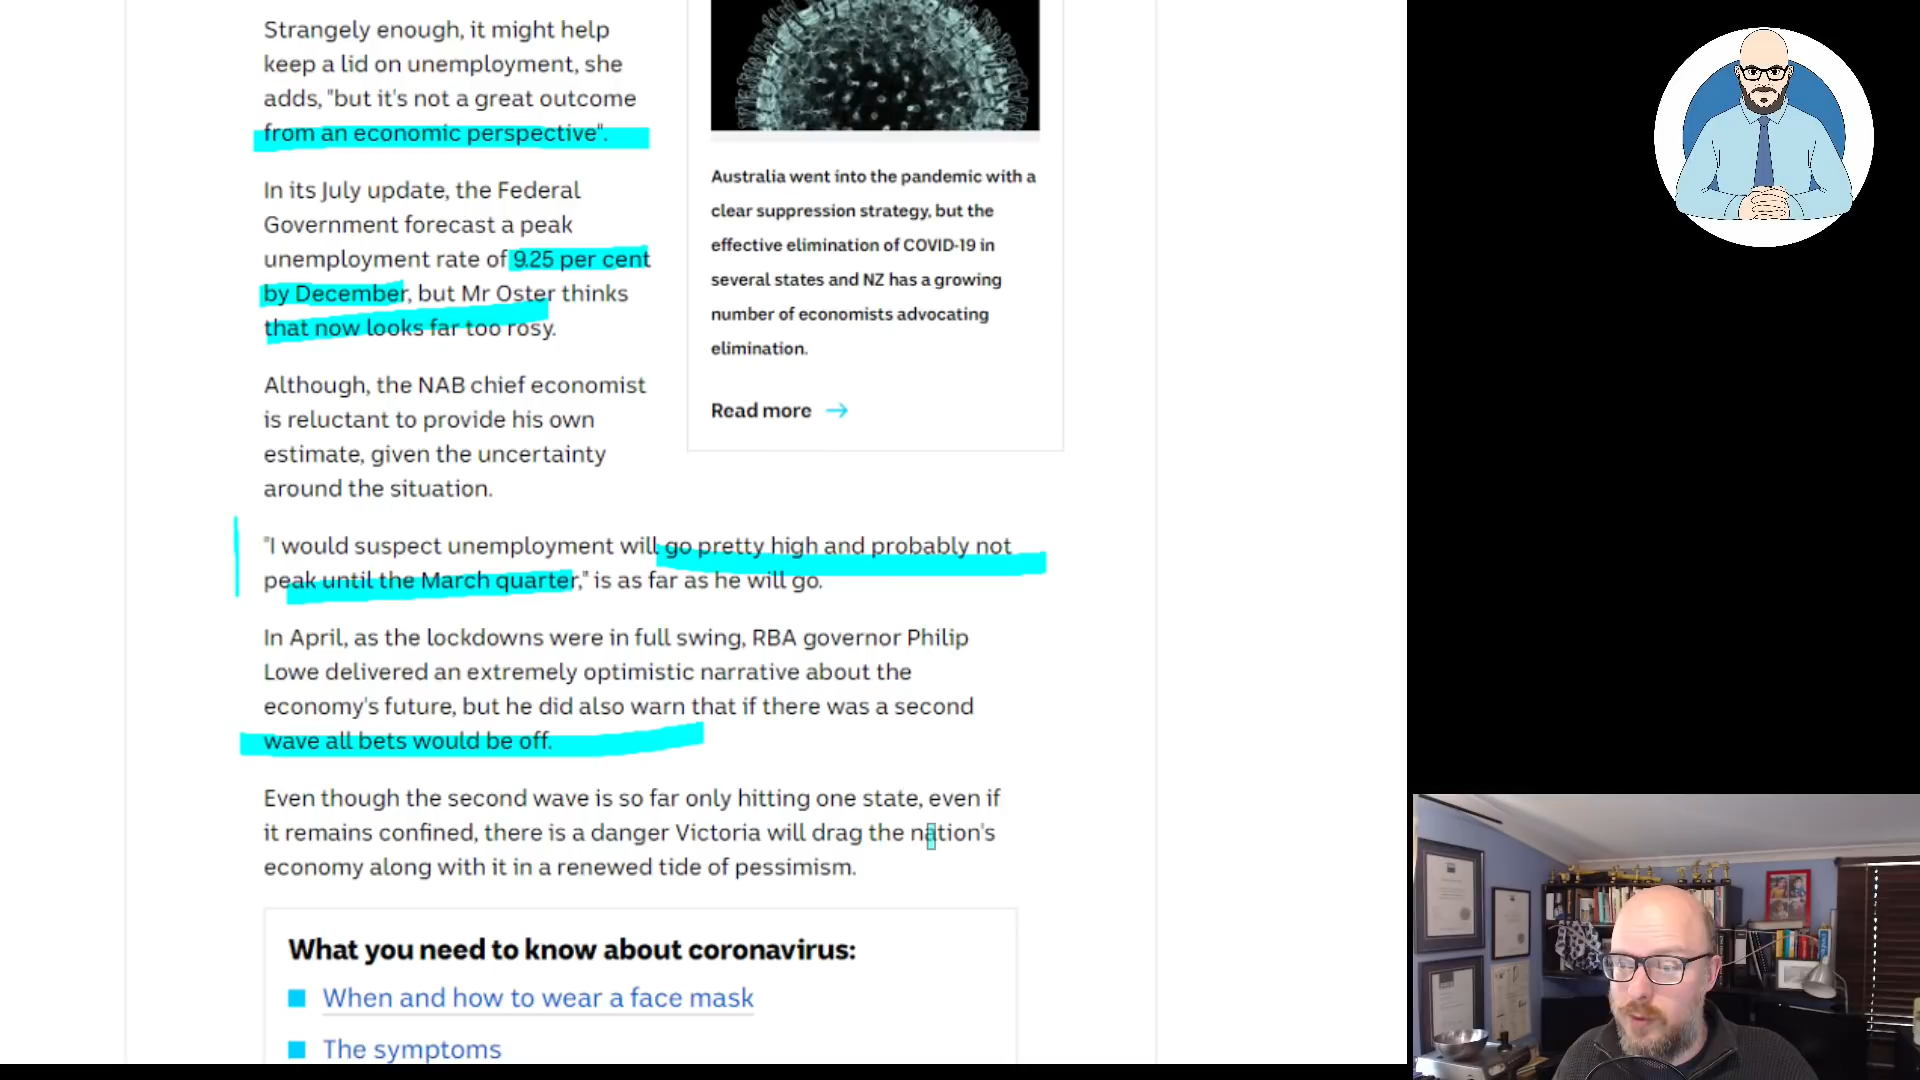 Strangely enough, it might help
keep a lid on unemployment, she
adds, "but it's not a great outcome
from an economic perspective".
In its July update, the Federal
Government forecast a peak
unemployment rate of 9.25 per cent
by December, but Mr Oster thinks
that now looks far too rosy.
Although, the NAB chief economist
is reluctant to provide his own
estimate, given the uncertainty
around the situation.
Australia went into the pandemic with a
clear suppression strategy, but the
effective elimination of COVID-19 in
several states and NZ has a growing
number of economists advocating
elimination.
Read more
"I would suspect unemployment will go pretty high and probably not
peak until the March quarter," is as far as he will go.
In April, as the lockdowns were in full swing, RBA governor Philip
Lowe delivered an extremely optimistic narrative about the
economy's future, but he did also warn that if there was a second
wave all bets would be off.
Even though the second wave is so far only hitting one state, even if
it remains confined, there is a danger Victoria will drag the nation's
economy along with it in a renewed tide of pessimism.
What you need to know about coronavirus:
When and how to wear a face mask
The symptoms